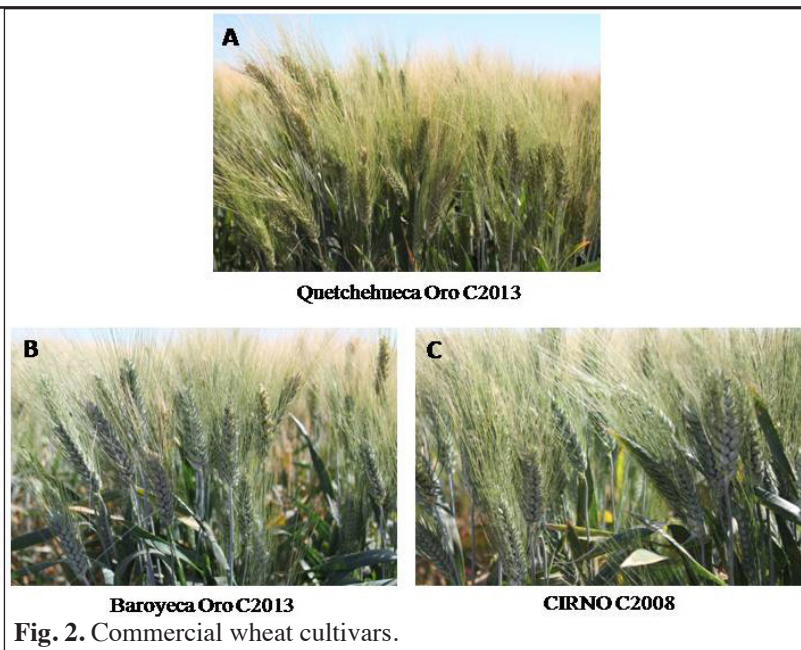 A
Quetchehueca Oro C2013
B
C
Baroyeca Oro C2013
CIRNO C2008
Fig. 2. Commercial wheat cultivars.